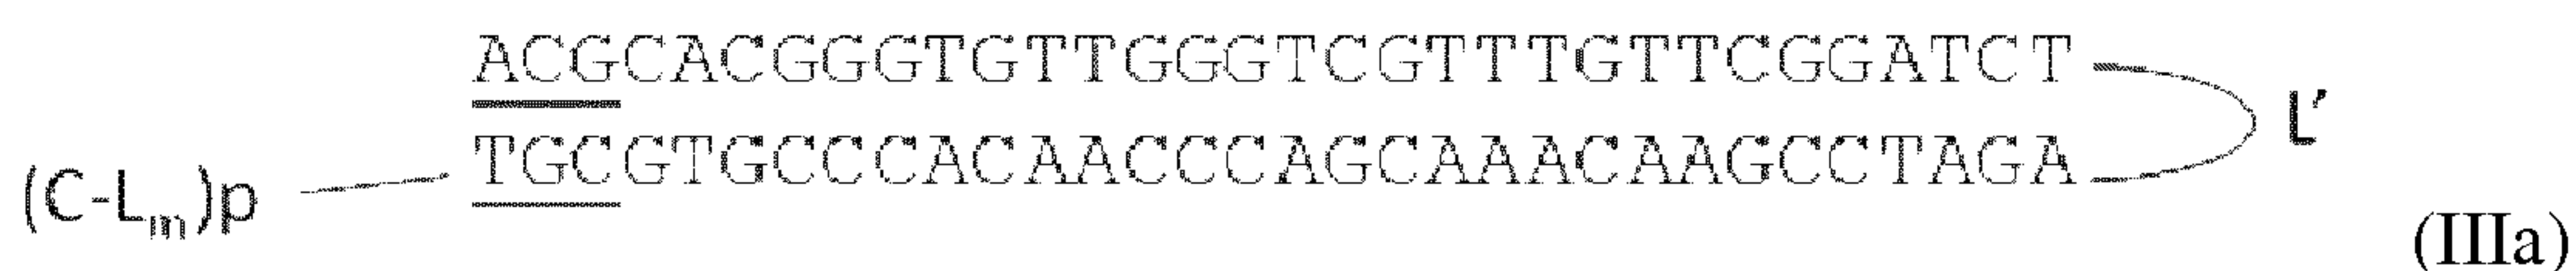 ACGCACGGGTGTTGGGTCGTTTGTTCGGATCT
L'
TGCGTGCCCACAACCCAGCAAACAAGCCTAGA
(C-Lm)p
(IIIa)